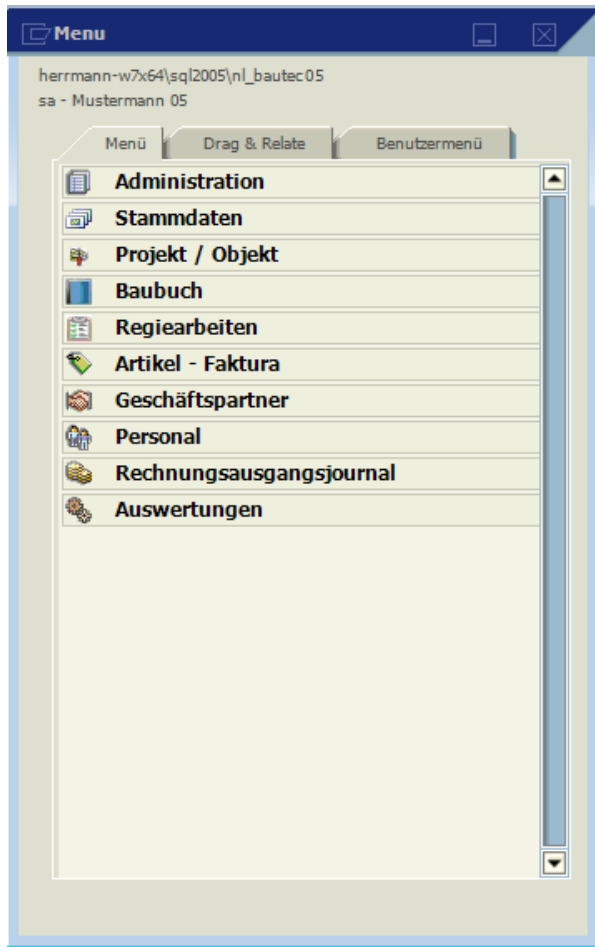 Menu
herrmann-w7x64\sql2005\nl_bautec05
sa - Mustermann 05
Menü Drag & Relate Benutzermenü
Administration
Stammdaten
Projekt / Objekt
Baubuch
Regiearbeiten
Artikel - Faktura
Geschäftspartner
Personal
Rechnungsausgangsjournal
Auswertungen